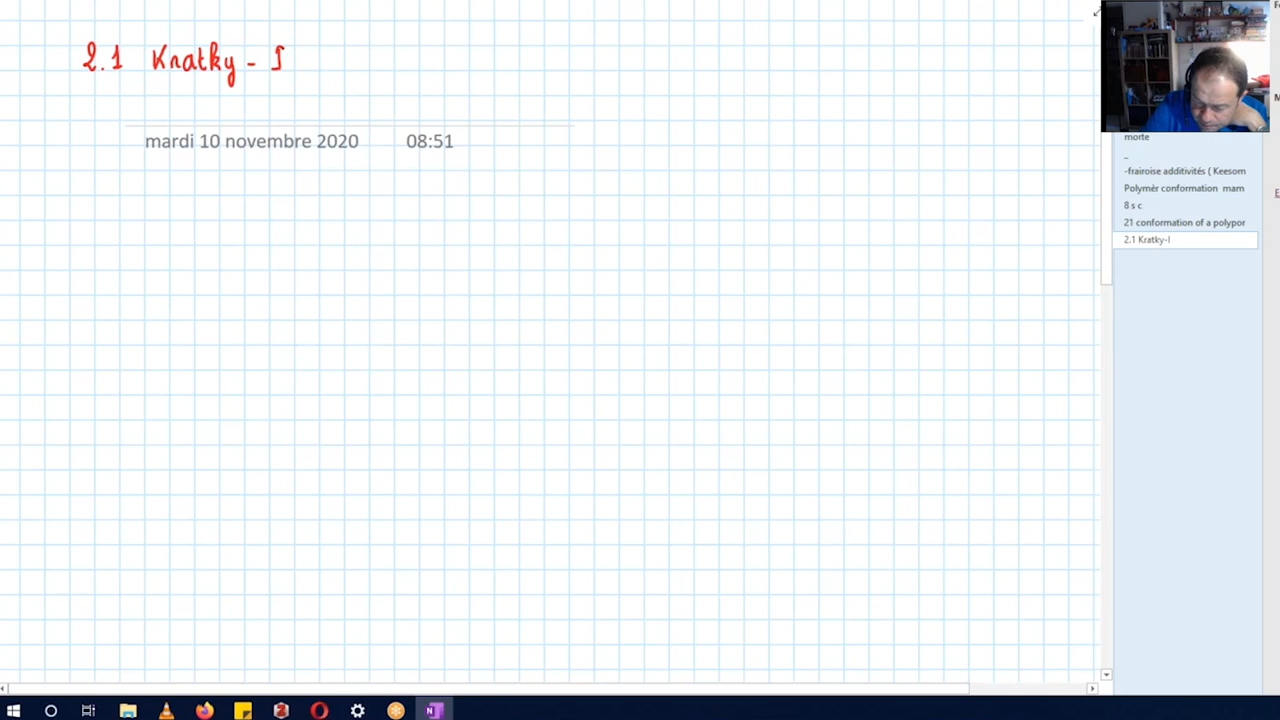 2.1 Kratky - I
mardi 10 novembre 2020 08:51
morte
_
-frairoise additivités ( Keesom
Polymèr conformation mam
8 s c
21 conformation of a polypor
2.1 Kratky-I